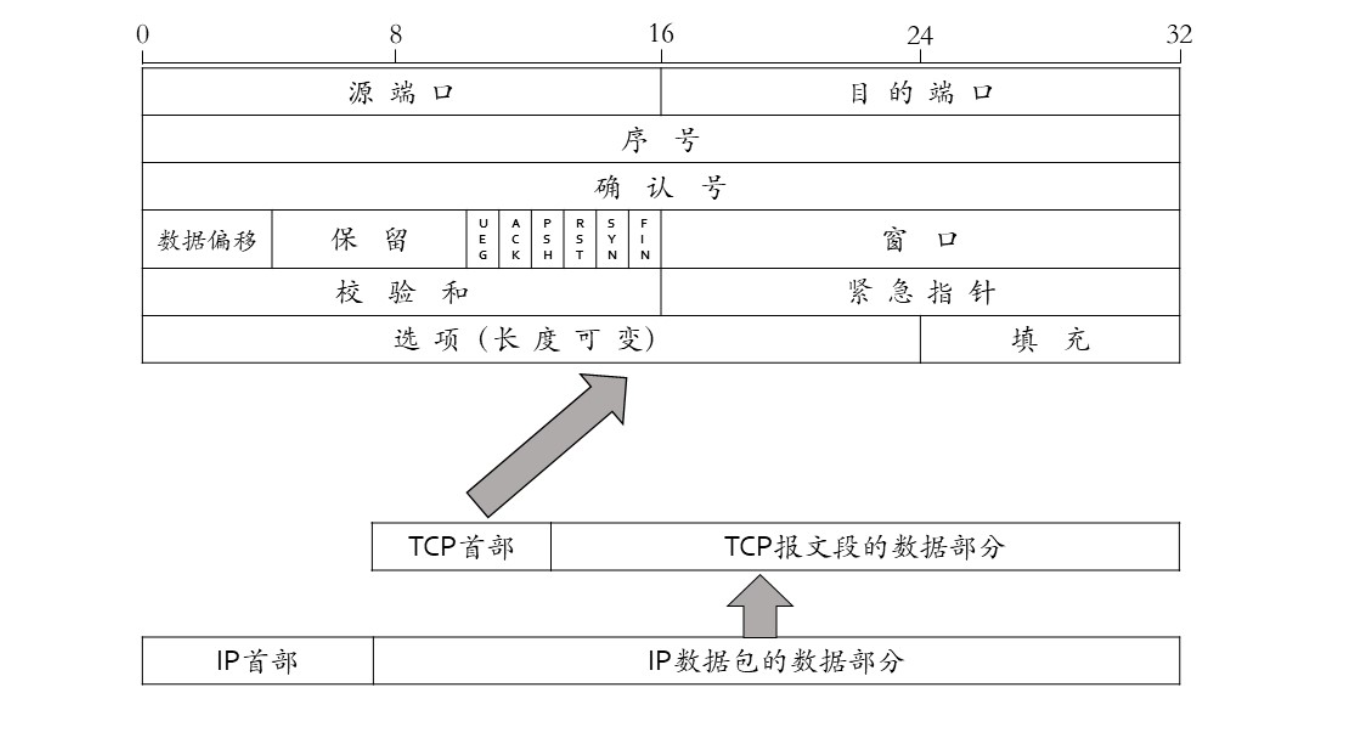 0 8 16 24 32
源端口 目的端口
序号
确认号
数据偏移 保留 UEG ACK PSH RST SYN FIN 窗口
校验和 紧急指针
选项(长度可变) 填充
TCP首部 TCP报文段的数据部分
IP首部 IP数据包的数据部分